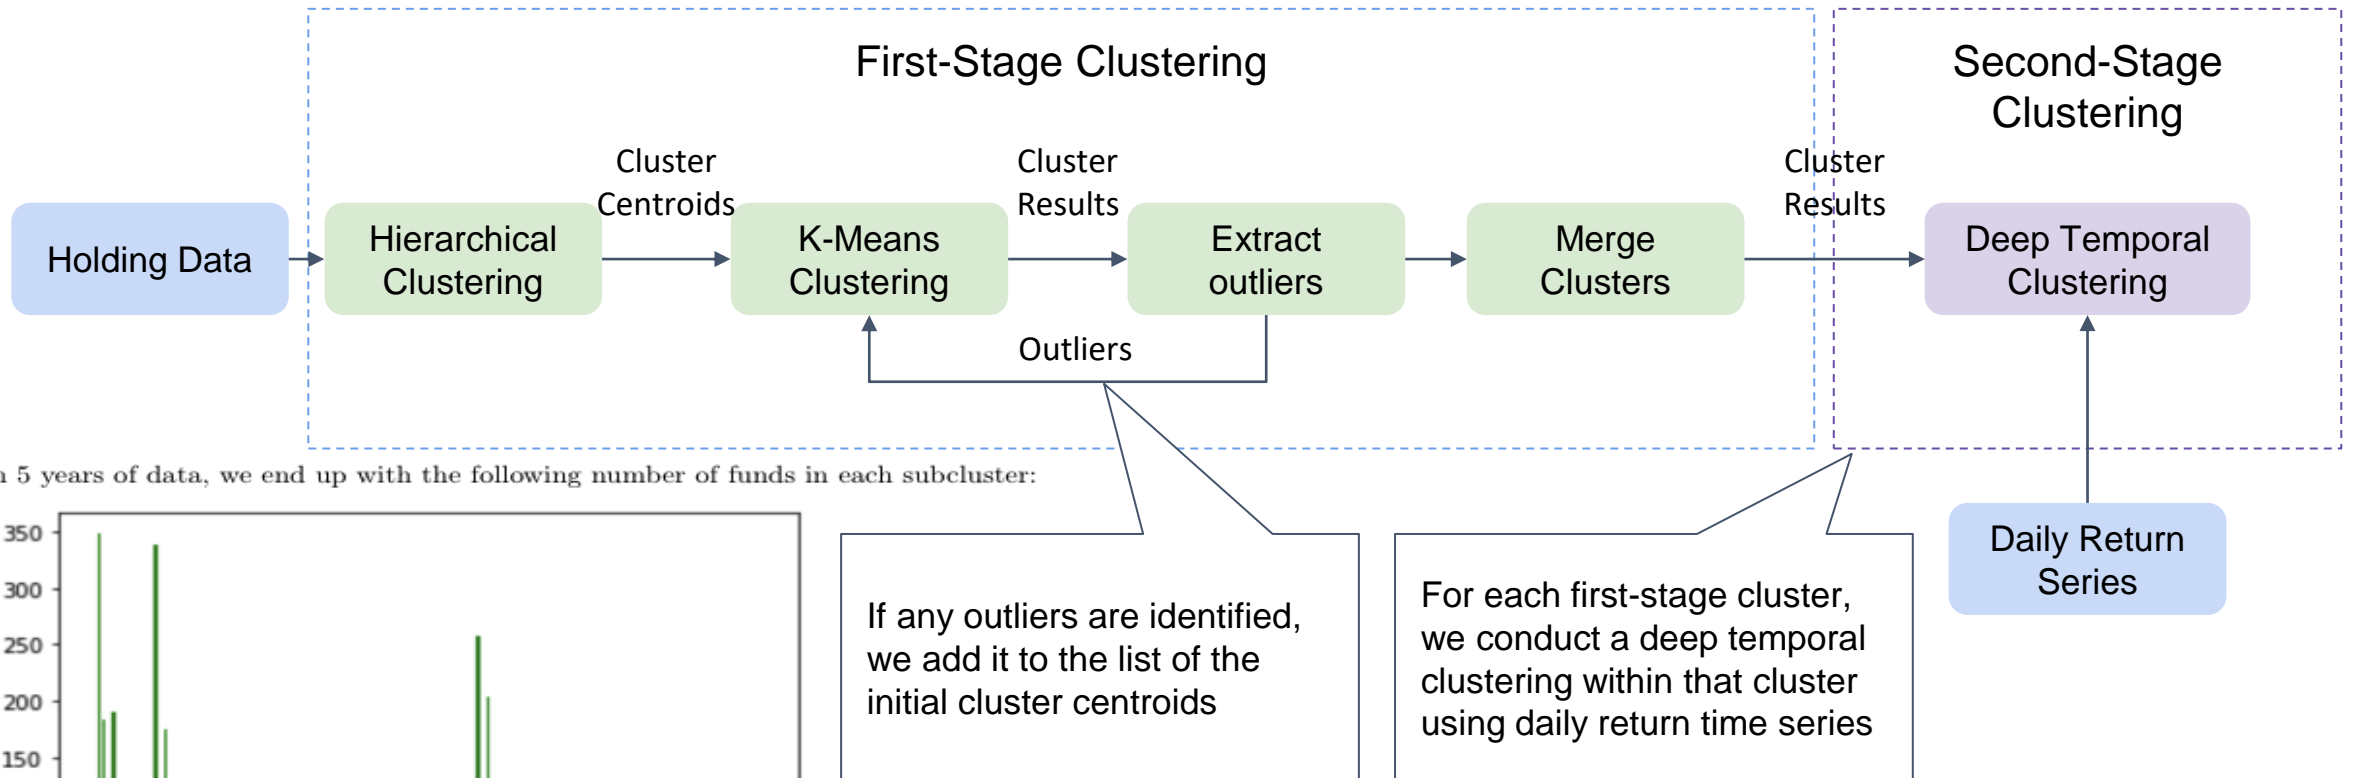 First-Stage Clustering
Second-Stage
Clustering
Cluster
Centroids
Cluster
Results
Cluster
Results
Holding Data
Hierarchical
Clustering
K-Means
Clustering
Extract
outliers
Merge
Clusters
Deep Temporal
Clustering
Outliers
5 years of data, we end up with the following number of funds in each subcluster:
350
300
250
200
150
If any outliers are identified,
we add it to the list of the
initial cluster centroids
For each first-stage cluster,
we conduct a deep temporal
clustering within that cluster
using daily return time series
Daily Return
Series